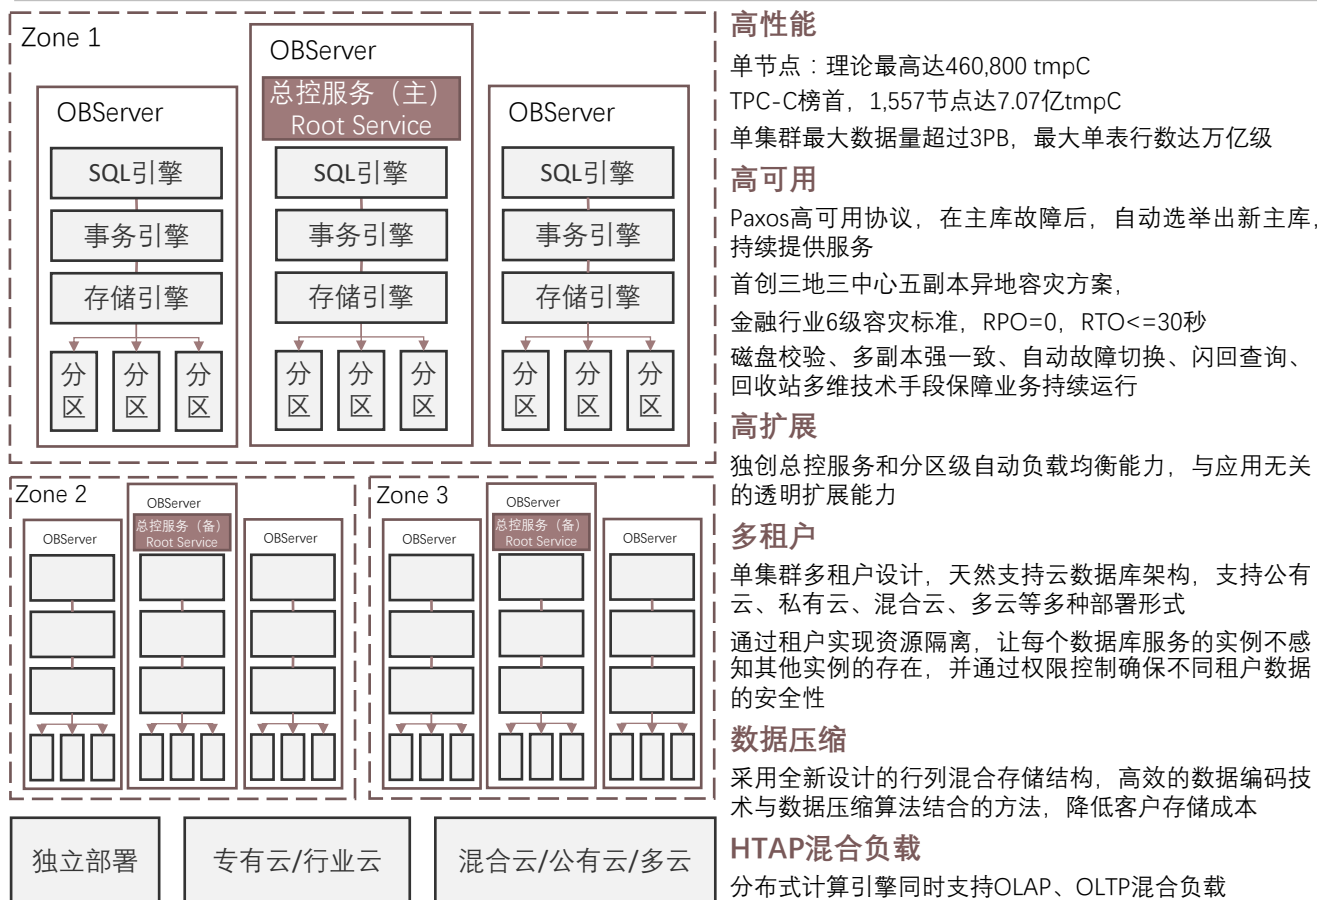 Zone 1
OBServer
OBServer
总控服务（主）
Root Service
OBServer
SQL引擎
SQL引擎
SQL引擎
事务引擎
事务引擎
事务引擎
存储引擎
存储引擎
存储引擎
分区
分区
分区
分区
分区
分区
分区
分区
分区
Zone 2
OBServer
OBServer
总控服务（备）
Root Service
OBServer
Zone 3
OBServer
OBServer
总控服务（备）
Root Service
OBServer
独立部署
专有云/行业云
混合云/公有云/多云
高性能
单节点：理论最高达460,800 tmpC
TPC-C榜首，1,557节点达7.07亿tmpC
单集群最大数据量超过3PB，最大单表行数达万亿级
高可用
Paxos高可用协议，在主库故障后，自动选举出新主库，
持续提供服务
首创三地三中心五副本异地容灾方案，
金融行业6级容灾标准，RPO=0，RTO<=30秒
磁盘校验、多副本强一致、自动故障切换、闪回查询、
回收站多维技术手段保障业务持续运行
高扩展
独创总控服务和分区级自动负载均衡能力，与应用无关
的透明扩展能力
多租户
单集群多租户设计，天然支持云数据库架构，支持公有
云、私有云、混合云、多云等多种部署形式
通过租户实现资源隔离，让每个数据库服务的实例不感
知其他实例的存在，并通过权限控制确保不同租户数据
的安全性
数据压缩
采用全新设计的行列混合存储结构，高效的数据编码技
术与数据压缩算法结合的方法，降低客户存储成本
HTAP混合负载
分布式计算引擎同时支持OLAP、OLTP混合负载